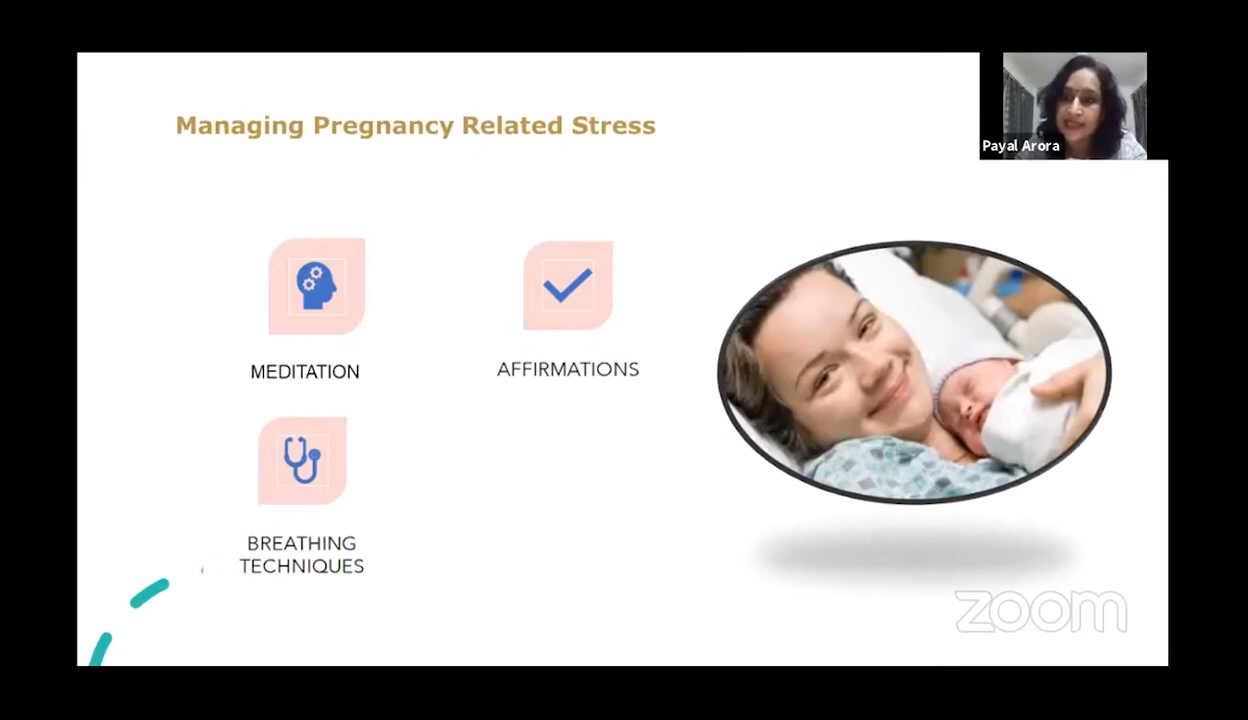 Managing Pregnancy Related Stress
Payal Arora
MEDITATION
AFFIRMATIONS
BREATHING
TECHNIQUES
zoom